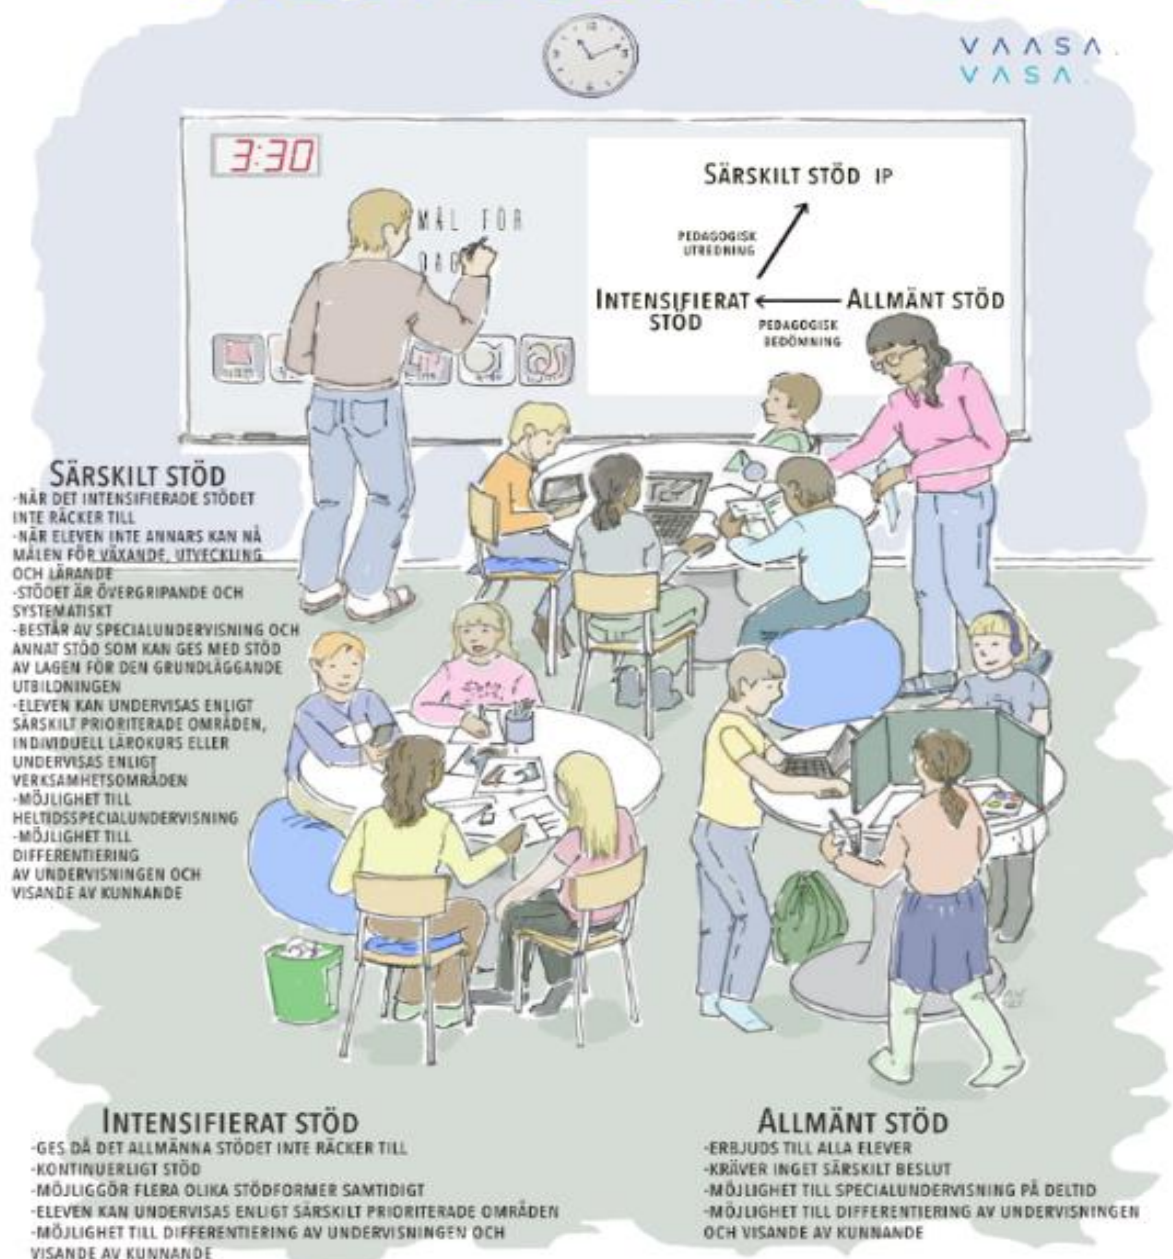 VAASA.
VASA.
3:30
MÅL FÖR
DAG
SÄRSKILT STÖD IP
PEDAGOGISK
UTREDNING
INTENSIFIERAT
STÖD
ALLMÄNT STÖD
PEDAGOGISK
BEDÖMNING
SÄRSKILT STÖD
-NÄR DET INTENSIFIERADE STÖDET
INTE RÄCKER TILL
-NÄR ELEVEN INTE ANNARS KAN NÅ
MÅLEN FÖR VÄXANDE, UTVECKLING
OCH LÄRANDE
-STÖDET ÄR ÖVERGRIPANDE OCH
SYSTEMATISKT
-BESTÅR AV SPECIALUNDERVISNING OCH
ANNAT STÖD SOM KAN GES MED STÖD
AV LAGEN FÖR DEN GRUNDLÄGGANDE
UTBILDNINGEN
-ELEVEN KAN UNDERVISAS ENLIGT
SÄRSKILT PRIORITERADE OMRÅDEN,
INDIVIDUELL LÄROKURS ELLER
UNDERVISAS ENLIGT
VERKSAMHETSOMRÅDEN
-MÖJLIGHET TILL
HELTIDSSPECIALUNDERVISNING
-MÖJLIGHET TILL
DIFFERENTIERING
AV UNDERVISNINGEN OCH
VISANDE AV KUNNANDE
INTENSIFIERAT STÖD
-GES DÅ DET ALLMÄNNA STÖDET INTE RÄCKER TILL
-KONTINUERLIGT STÖD
-MÖJLIGGÖR FLERA OLIKA STÖDFORMER SAMTIDIGT
-ELEVEN KAN UNDERVISAS ENLIGT SÄRSKILT PRIORITERADE OMRÅDEN
-MÖJLIGHET TILL DIFFERENTIERING AV UNDERVISNINGEN OCH
VISANDE AV KUNNANDE
ALLMÄNT STÖD
-ERBJUDS TILL ALLA ELEVER
-KRÄVER INGET SÄRSKILT BESLUT
-MÖJLIGHET TILL SPECIALUNDERVISNING PÅ DELTID
-MÖJLIGHET TILL DIFFERENTIERING AV UNDERVISNINGEN
OCH VISANDE AV KUNNANDE